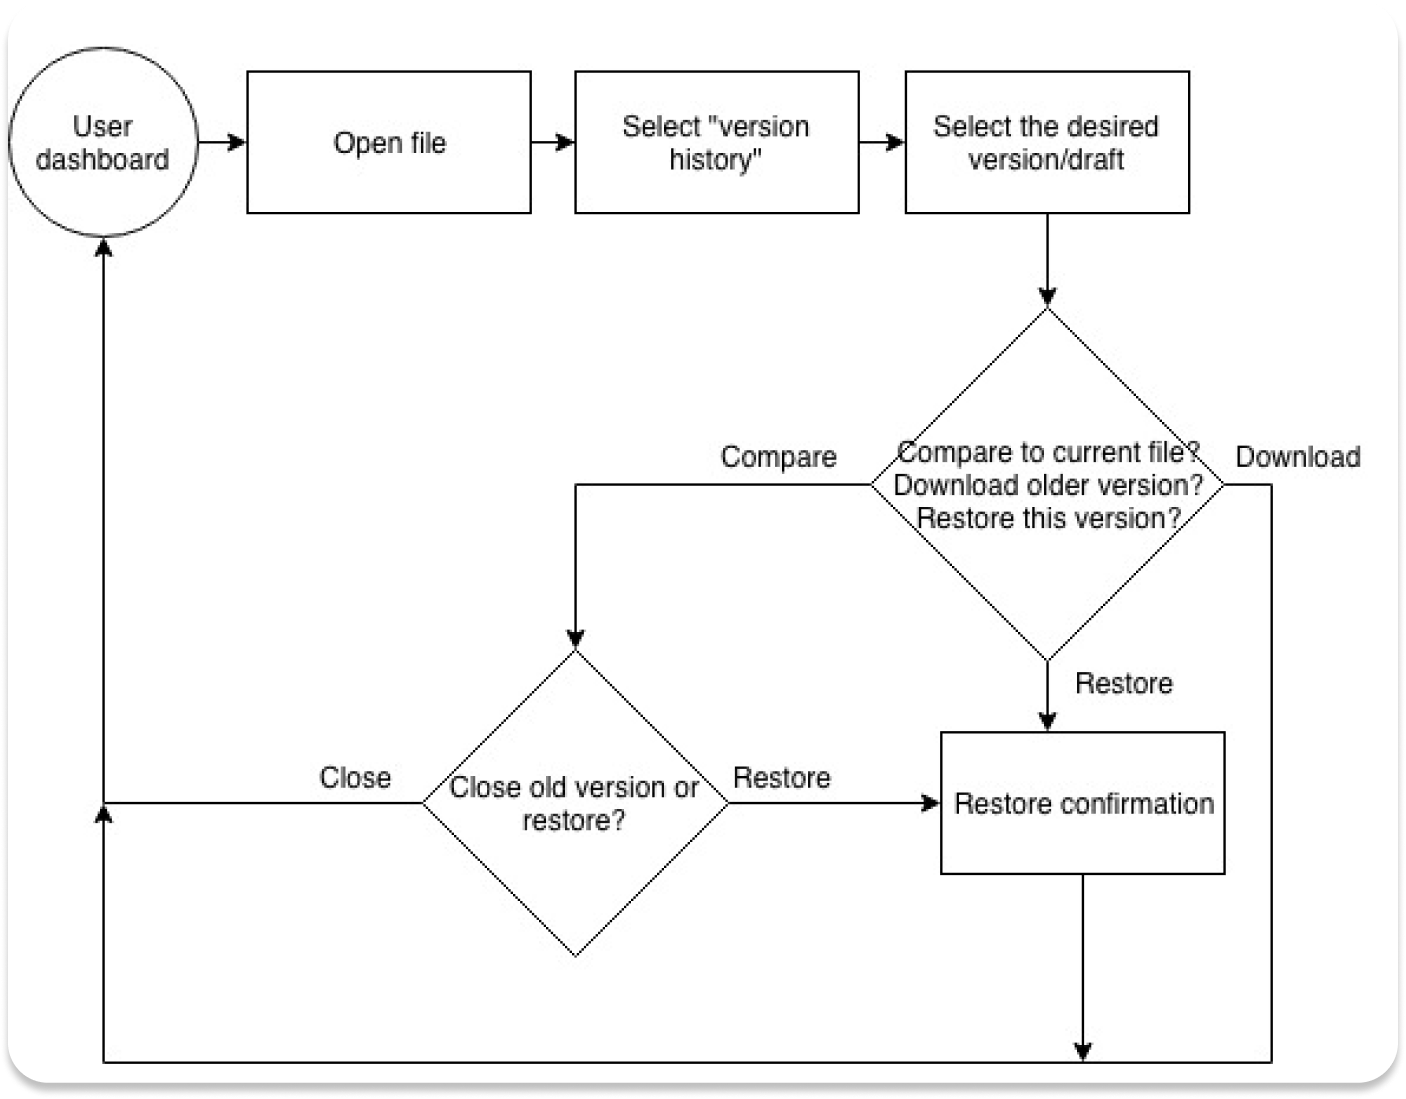 User
dashboard
Open file
Select "version
history"
Select the desired
version/draft
Compare to current file?
Download older version?
Restore this version?
Compare
Download
Restore
Close old version or
restore?
Close
Restore
Restore confirmation